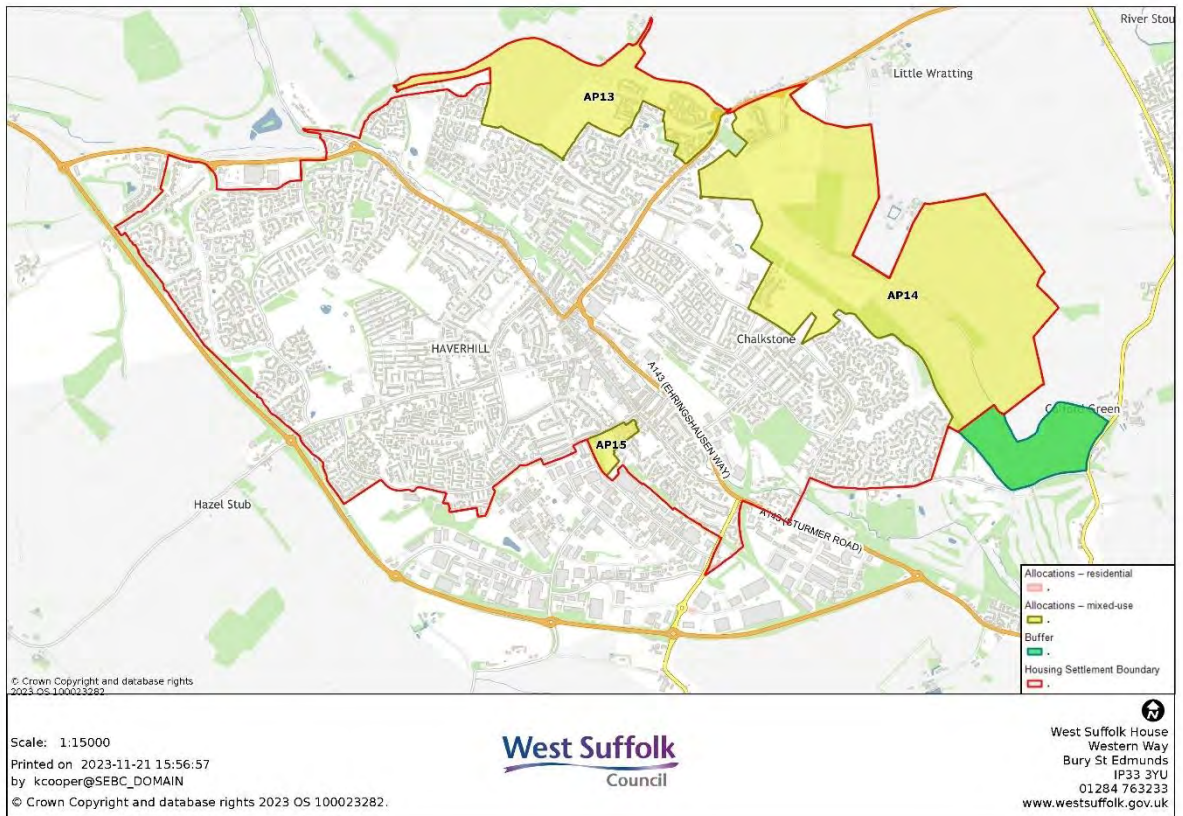 River Stou
Little Wratting
AP13
AP14
Chalkstone
HAVERHILL
A143 (EHRINGSHAUSEN WAY)
AP15
Green
Hazel Stub
A143 (STURMER ROAD)
Allocations – residential
.
Allocations – mixed-use
.
Buffer
.
Housing Settlement Boundary
.
© Crown Copyright and database rights
2023 OS 100023282.
N
Scale: 1:15000
Printed on 2023-11-21 15:56:57
by kcooper@SEBC_DOMAIN
© Crown Copyright and database rights 2023 OS 100023282.
West Suffolk
Council
West Suffolk House
Western Way
Bury St Edmunds
IP33 3YU
01284 763233
www.westsuffolk.gov.uk